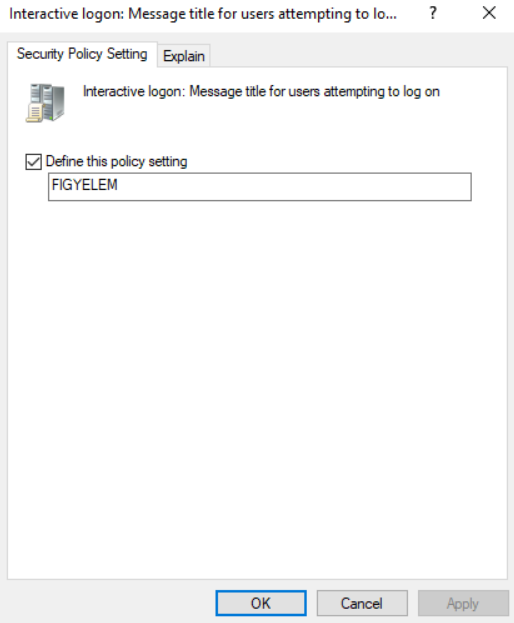 Interactive logon: Message title for users attempting to lo... ?
Security Policy Setting Explain
Interactive logon: Message title for users attempting to log on
Define this policy setting
FIGYELEM
OK Cancel Apply